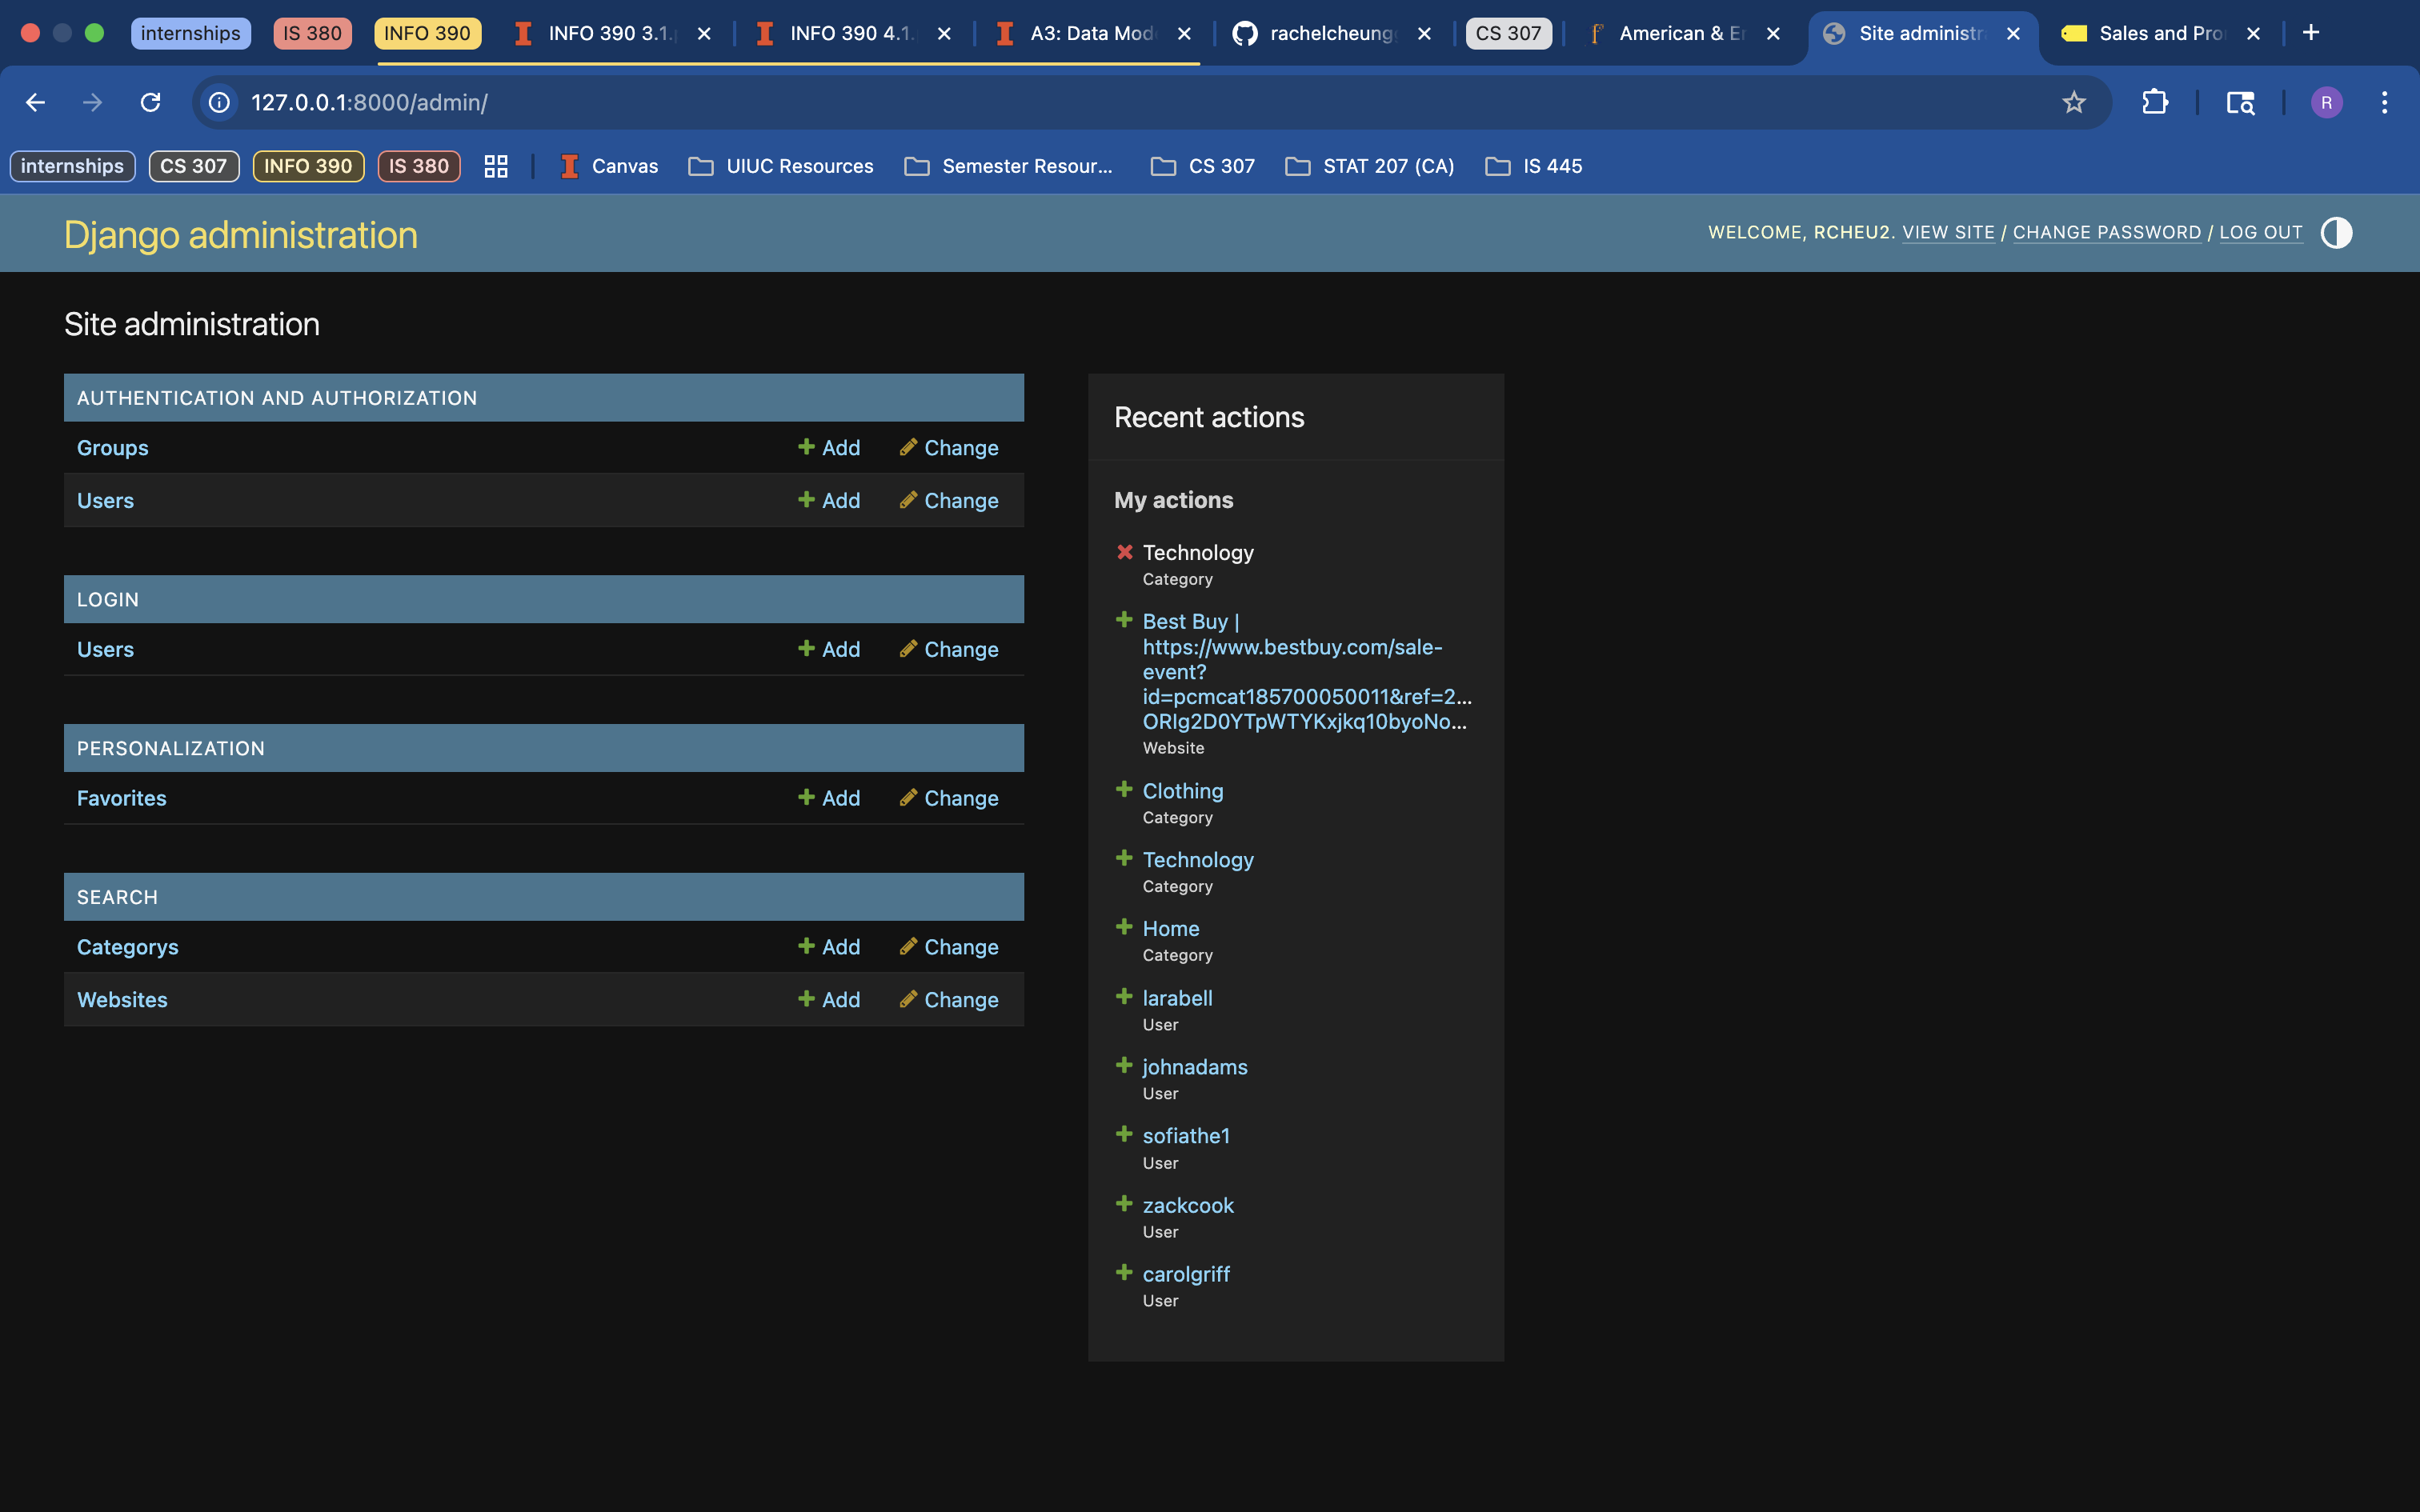 internships IS 380 INFO 390 INFO 390 3.1. INFO 390 4.1. A3: Data Mod rachelcheung CS 307 American & E Site administr Sales and Pro
127.0.0.1:8000/admin/ R
internships CS 307 INFO 390 IS 380 Canvas UIUC Resources Semester Resour... CS 307 STAT 207 (CA) IS 445
Django administration WELCOME, RCHEU2. VIEW SITE / CHANGE PASSWORD / LOG OUT
Site administration
AUTHENTICATION AND AUTHORIZATION
Groups Add Change
Users Add Change
LOGIN
Users Add Change
PERSONALIZATION
Favorites Add Change
SEARCH
Categorys Add Change
Websites Add Change
Recent actions
My actions
Technology
Category
Best Buy |
https://www.bestbuy.com/sale-
event?
id=pcmcat185700050011&ref=2...
ORIg2D0YTpWTYKxjkq10byoNo...
Website
Clothing
Category
Technology
Category
Home
Category
larabell
User
johnadams
User
sofiathe1
User
zackcook
User
carolgriff
User